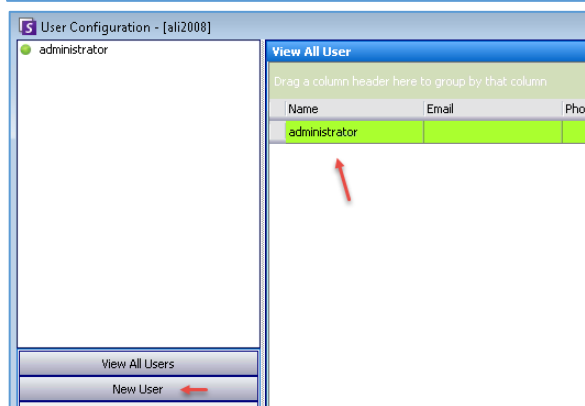 User Configuration - [ali2008]
administrator
View All User
Drag a column header here to group by that column
Name Email Pho
administrator
View All Users
New User